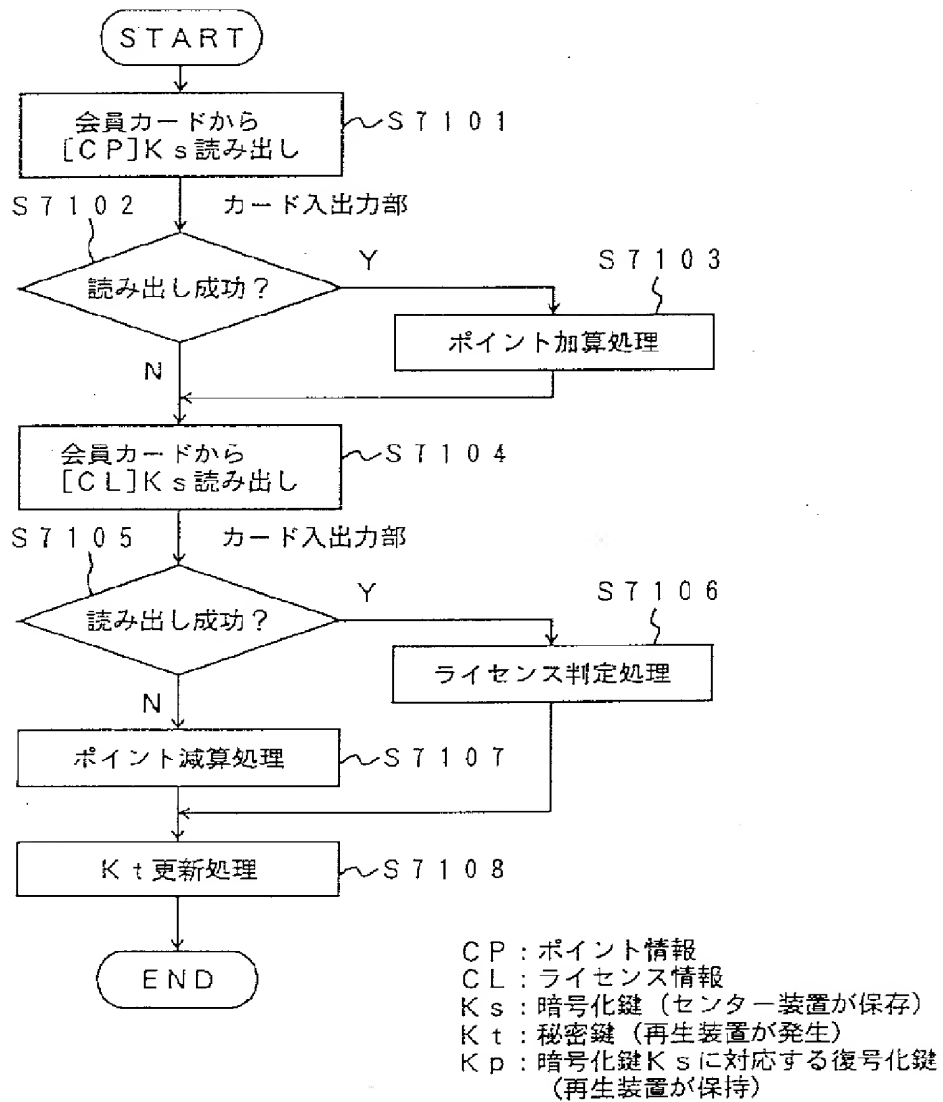 START
会員カードから
[CP]Ks読み出し
S7101
S7102
カード入出力部
読み出し成功？
Y
S7103
ポイント加算処理
N
会員カードから
[CL]Ks読み出し
S7104
S7105
カード入出力部
読み出し成功？
Y
S7106
ライセンス判定処理
N
ポイント減算処理
S7107
Kt更新処理
S7108
END
CP：ポイント情報
CL：ライセンス情報
Ks：暗号化鍵（センター装置が保存）
Kt：秘密鍵（再生装置が発生）
Kp：暗号化鍵Ksに対応する復号化鍵
（再生装置が保持）